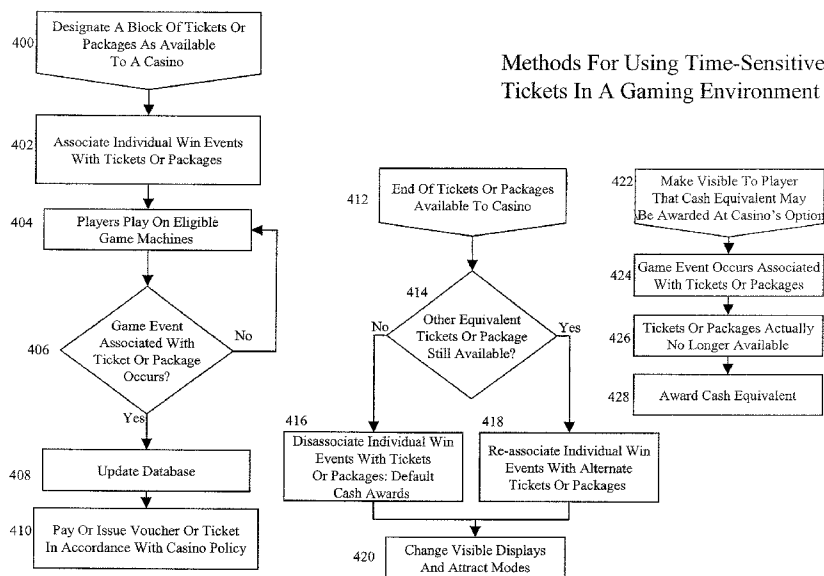 Methods For Using Time-Sensitive
Tickets In A Gaming Environment
400
Designate A Block Of Tickets Or
Packages As Available
To A Casino
402
Associate Individual Win Events
With Tickets Or Packages
404
Players Play On Eligible
Game Machines
406
Game Event
Associated With
Ticket Or Package
Occurs?
No
Yes
408
Update Database
410
Pay Or Issue Voucher Or Ticket
In Accordance With Casino Policy
412
End Of Tickets Or Packages
Available To Casino
414
Other Equivalent
Tickets Or Package
Still Available?
No
Yes
416
Disassociate Individual Win
Events With Tickets
Or Packages: Default
Cash Awards
418
Re-associate Individual Win
Events With Alternate
Tickets Or Packages
420
Change Visible Displays
And Attract Modes
422
Make Visible To Player
That Cash Equivalent May
Be Awarded At Casino's Option
424
Game Event Occurs Associated
With Tickets Or Packages
426
Tickets Or Packages Actually
No Longer Available
428
Award Cash Equivalent